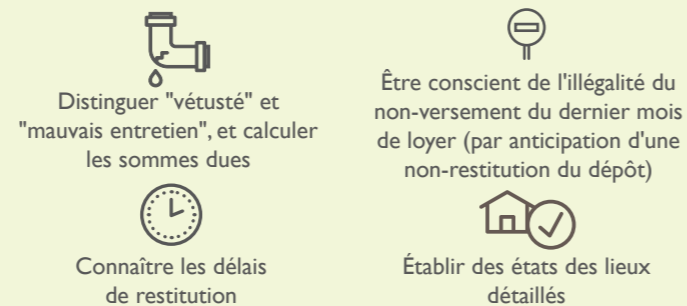 Distinguer "vétusté" et
"mauvais entretien", et calculer
les sommes dues
Être conscient de l'illégalité du
non-versement du dernier mois
de loyer (par anticipation d'une
non-restitution du dépôt)
Connaître les délais
de restitution
Établir des états des lieux
détaillés